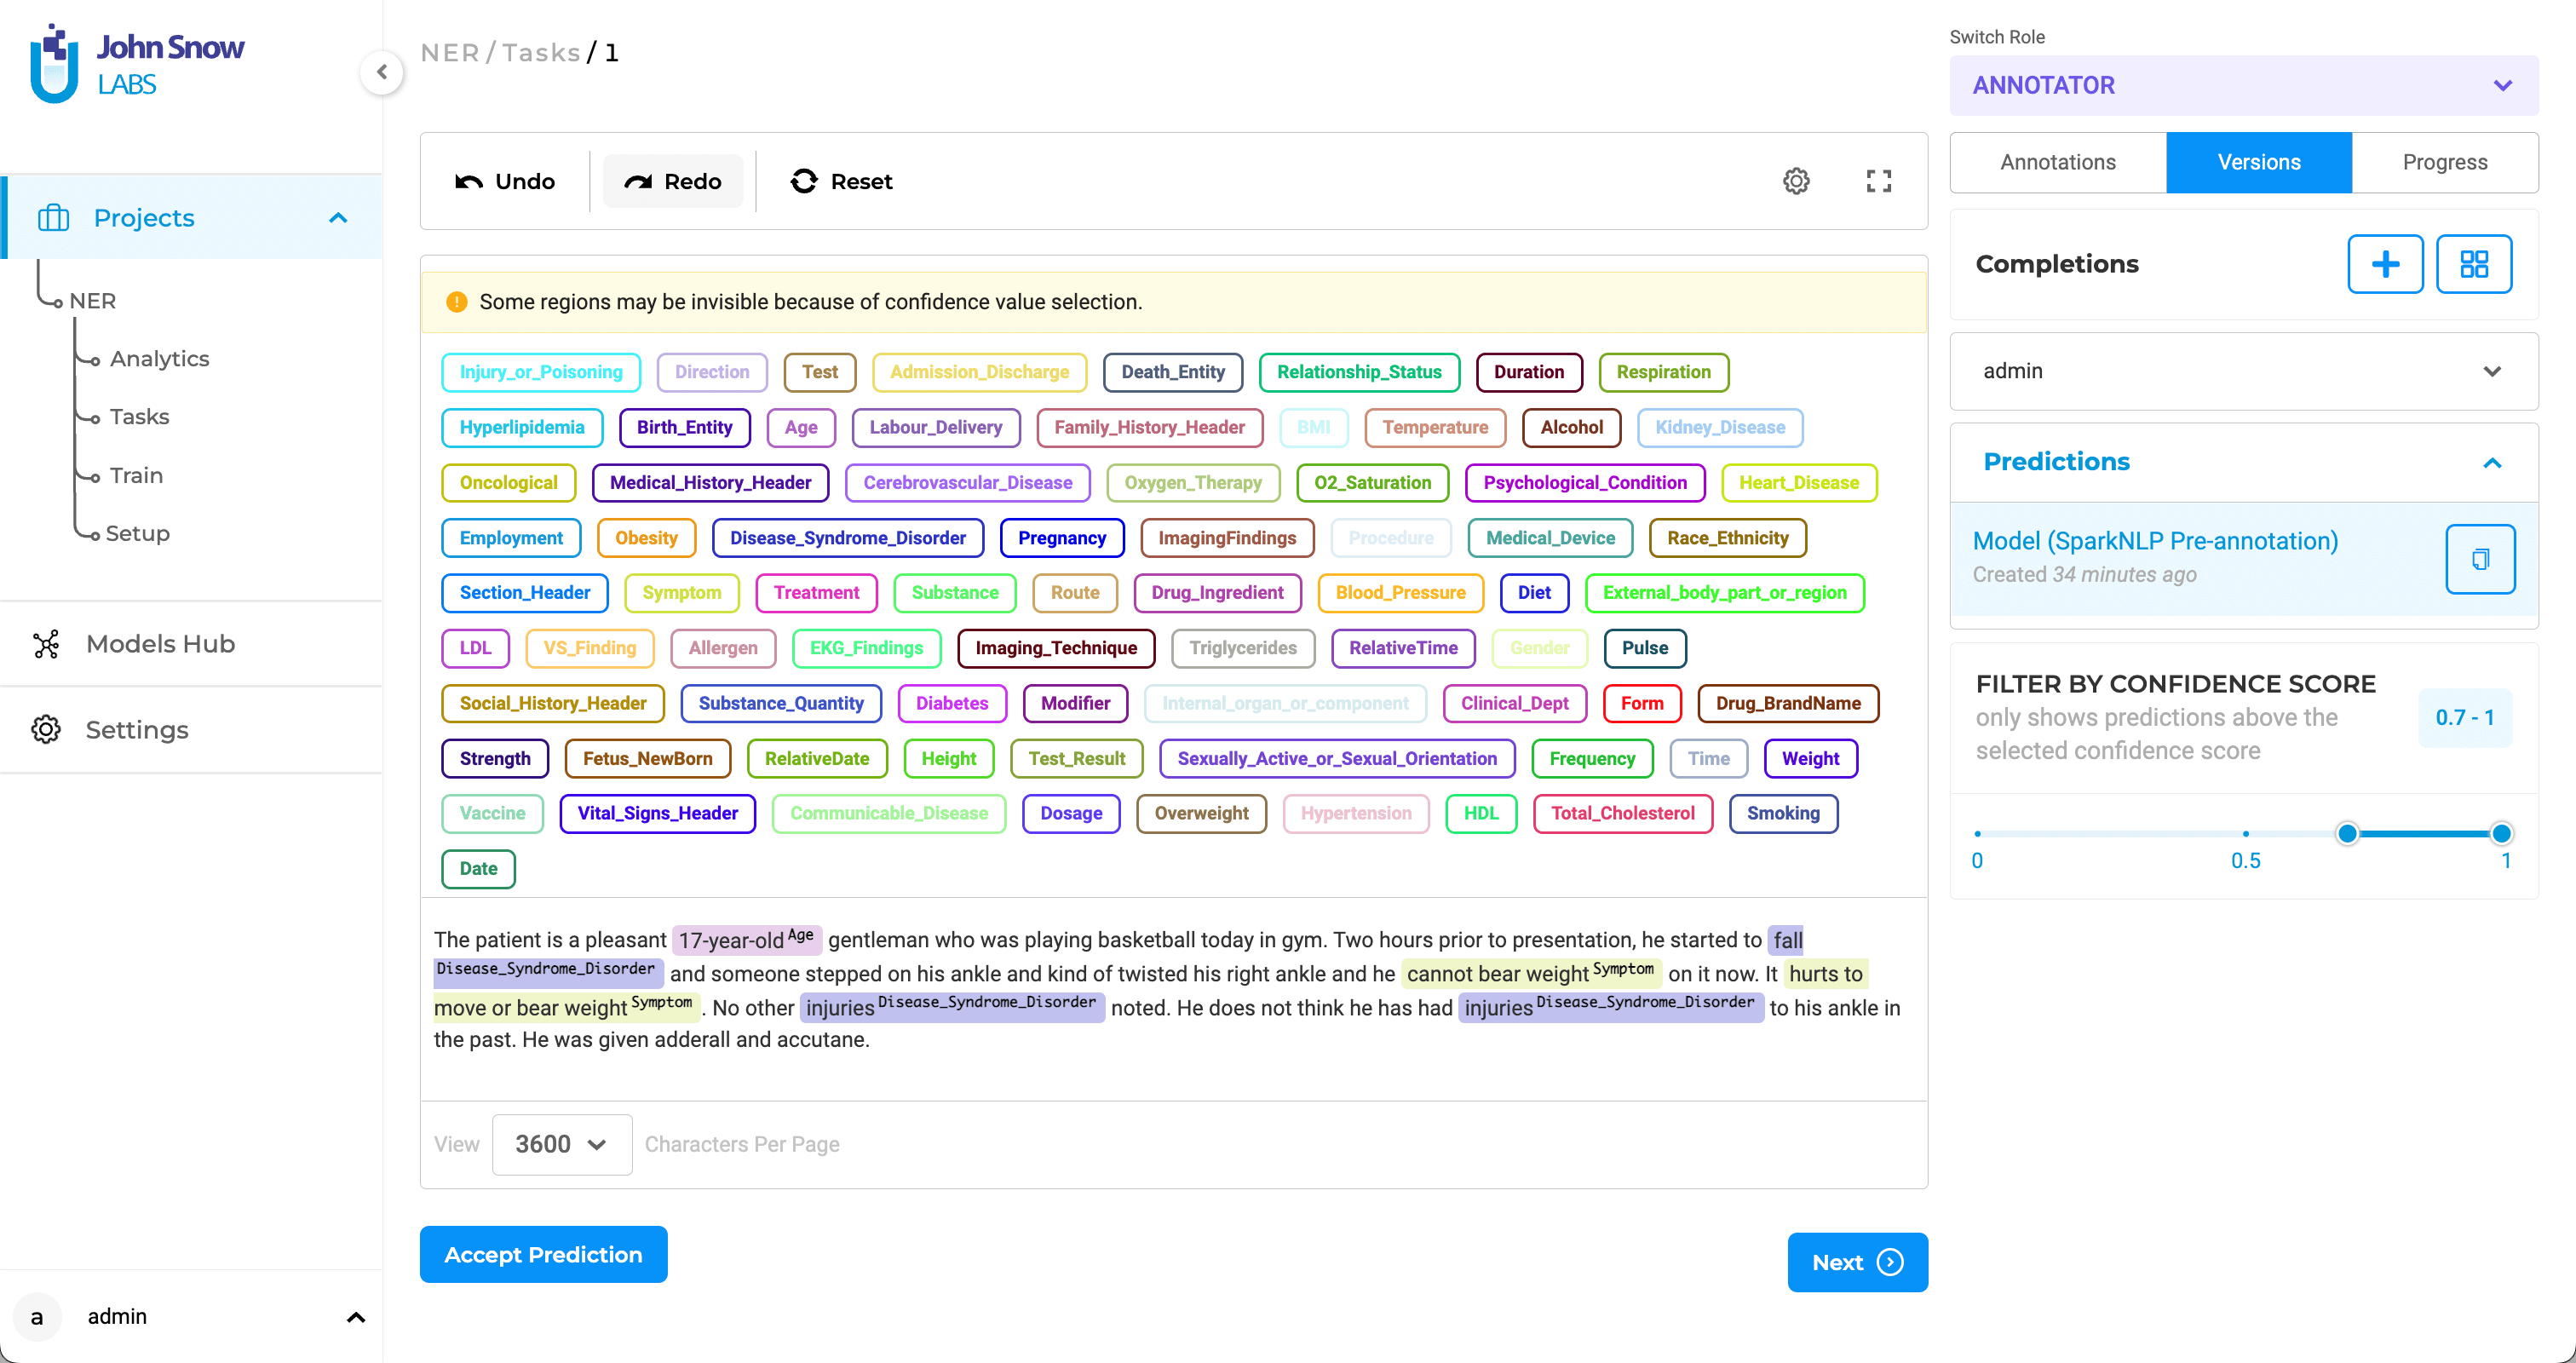 John Snow
LABS
Projects
NER
Analytics
Tasks
Train
Setup
Models Hub
Settings
a admin
NER / Tasks / 1
Undo Redo Reset
Some regions may be invisible because of confidence value selection.
Injury_or_Poisoning Direction Test Admission_Discharge Death_Entity Relationship_Status Duration Respiration
Hyperlipidemia Birth_Entity Age Labour_Delivery Family_History_Header BMI Temperature Alcohol Kidney_Disease
Oncological Medical_History_Header Cerebrovascular_Disease Oxygen_Therapy O2_Saturation Psychological_Condition Heart_Disease
Employment Obesity Disease_Syndrome_Disorder Pregnancy ImagingFindings Procedure Medical_Device Race_Ethnicity
Section_Header Symptom Treatment Substance Route Drug_Ingredient Blood_Pressure Diet External_body_part_or_region
LDL VS_Finding Allergen EKG_Findings Imaging_Technique Triglycerides RelativeTime Gender Pulse
Social_History_Header Substance_Quantity Diabetes Modifier Internal_organ_or_component Clinical_Dept Form Drug_BrandName
Strength Fetus_NewBorn RelativeDate Height Test_Result Sexually_Active_or_Sexual_Orientation Frequency Time Weight
Vaccine Vital_Signs_Header Communicable_Disease Dosage Overweight Hypertension HDL Total_Cholesterol Smoking
Date
The patient is a pleasant 17-year-old Age gentleman who was playing basketball today in gym. Two hours prior to presentation, he started to fall
Disease_Syndrome_Disorder and someone stepped on his ankle and kind of twisted his right ankle and he cannot bear weight Symptom on it now. It hurts to
move or bear weight Symptom . No other injuries Disease_Syndrome_Disorder noted. He does not think he has had injuries Disease_Syndrome_Disorder to his ankle in
the past. He was given adderall and accutane.
View 3600 Characters Per Page
Accept Prediction
Next
Switch Role
ANNOTATOR
Annotations Versions Progress
Completions
admin
Predictions
Model (SparkNLP Pre-annotation)
Created 34 minutes ago
FILTER BY CONFIDENCE SCORE
only shows predictions above the
selected confidence score
0.7 - 1
0 0.5 1